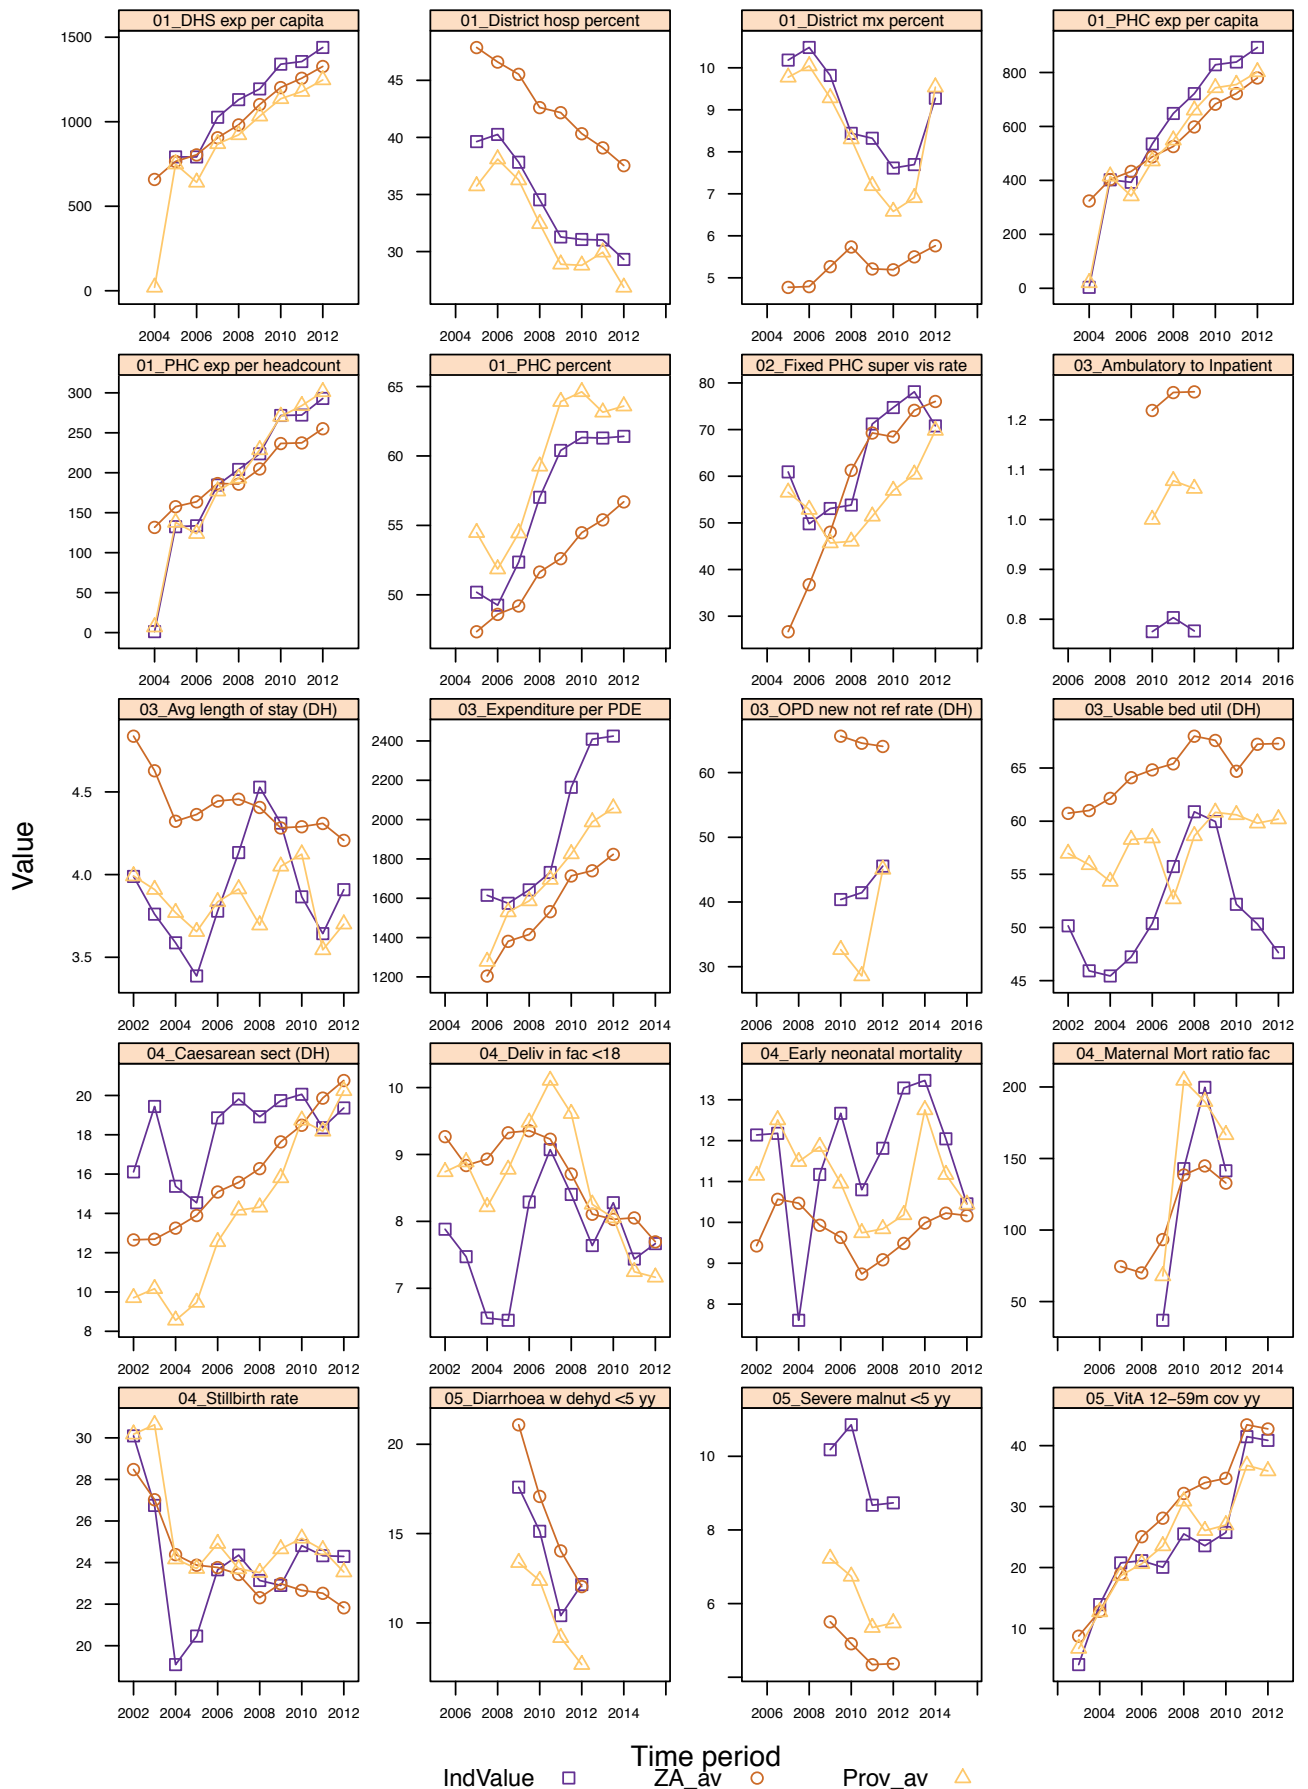 01_DHS exp per capita
01_District hosp percent
01_District mx percent
01_PHC exp per capita
1500
1000
500
0
2004 2006 2008 2010 2012
45
40
35
30
2004 2006 2008 2010 2012
10
9
8
7
6
5
2004 2006 2008 2010 2012
800
600
400
200
0
2004 2006 2008 2010 2012
01_PHC exp per headcount
01_PHC percent
02_Fixed PHC super vis rate
03_Ambulatory to Inpatient
300
250
200
150
100
50
0
2004 2006 2008 2010 2012
65
60
55
50
2004 2006 2008 2010 2012
80
70
60
50
40
30
2004 2006 2008 2010 2012
1.2
1.1
1.0
0.9
0.8
2006 2008 2010 2012 2014 2016
03_Avg length of stay (DH)
03_Expenditure per PDE
03_OPD new not ref rate (DH)
03_Usable bed util (DH)
4.5
4.0
3.5
2002 2004 2006 2008 2010 2012
2400
2200
2000
1800
1600
1400
1200
2004 2006 2008 2010 2012 2014
60
50
40
30
2006 2008 2010 2012 2014 2016
65
60
55
50
45
2002 2004 2006 2008 2010 2012
Value
04_Caesarean sect (DH)
04_Deliv in fac <18
04_Early neonatal mortality
04_Maternal Mort ratio fac
20
18
16
14
12
10
8
2002 2004 2006 2008 2010 2012
10
9
8
7
2002 2004 2006 2008 2010 2012
13
12
11
10
9
8
2002 2004 2006 2008 2010 2012
200
150
100
50
2006 2008 2010 2012 2014
04_Stillbirth rate
05_Diarrhoea w dehyd <5 yy
05_Severe malnut <5 yy
05_VitA 12−59m cov yy
30
28
26
24
22
20
2002 2004 2006 2008 2010 2012
20
15
10
2006 2008 2010 2012 2014
10
8
6
2006 2008 2010 2012 2014
40
30
20
10
2004 2006 2008 2010 2012
Time period
IndValue ZA_av Prov_av